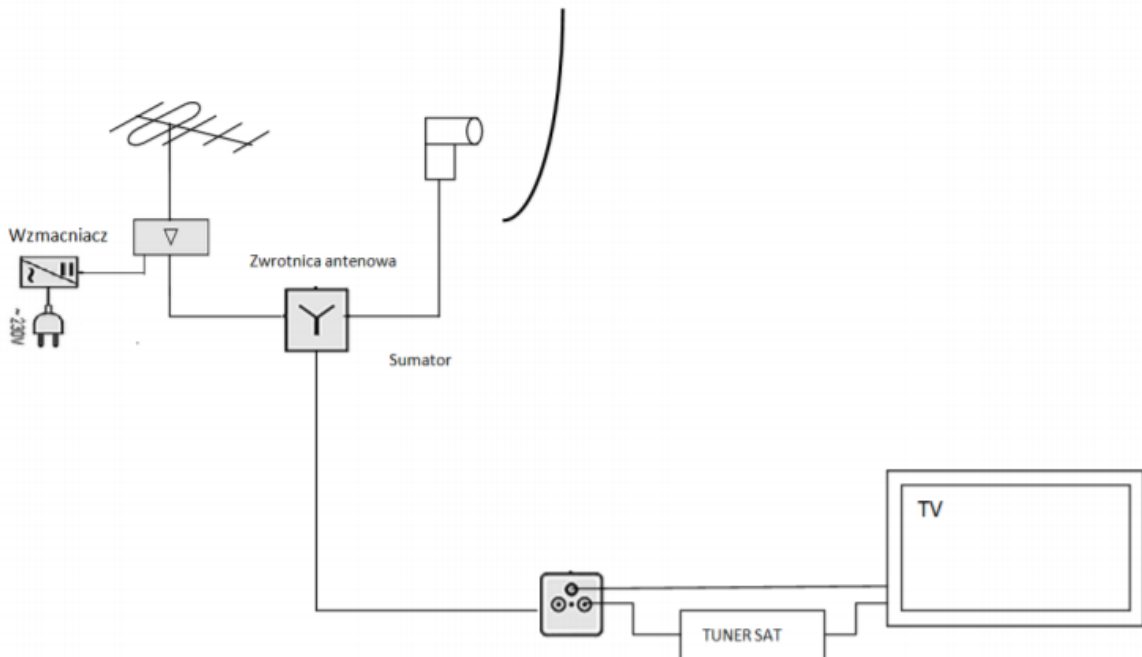 Wzmacniacz
~ 230V
Zwrotnica antenowa
Sumator
TV
TUNER SAT